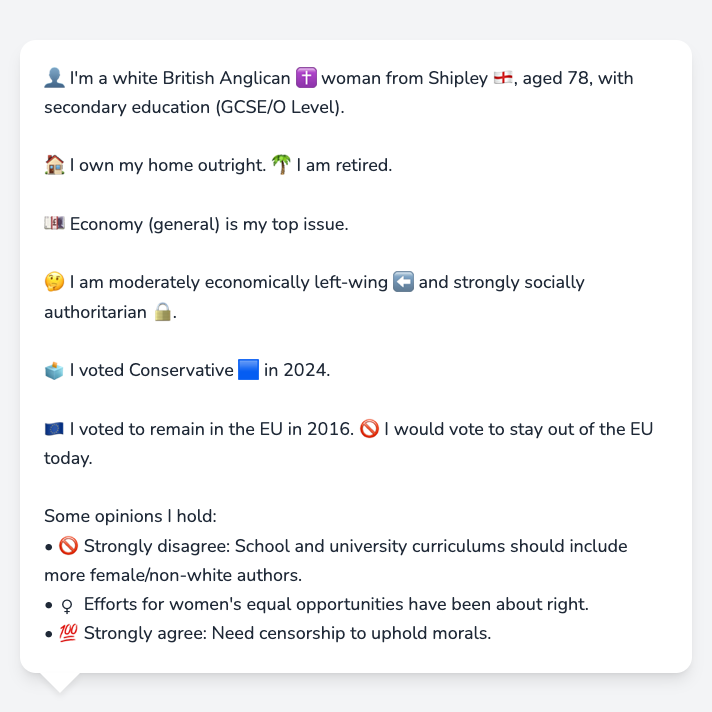 👤 I'm a white British Anglican ✝️ woman from Shipley 🏴󠁧󠁢󠁥󠁮󠁧󠁿, aged 78, with
secondary education (GCSE/O Level).
🏠 I own my home outright. 🌴 I am retired.
💷 Economy (general) is my top issue.
🤔 I am moderately economically left-wing ⬅️ and strongly socially
authoritarian 🔒.
🗳️ I voted Conservative 🟦 in 2024.
🇪🇺 I voted to remain in the EU in 2016. 🚫 I would vote to stay out of the EU
today.
Some opinions I hold:
• 🚫 Strongly disagree: School and university curriculums should include
more female/non-white authors.
• ♀ Efforts for women's equal opportunities have been about right.
• 💯 Strongly agree: Need censorship to uphold morals.